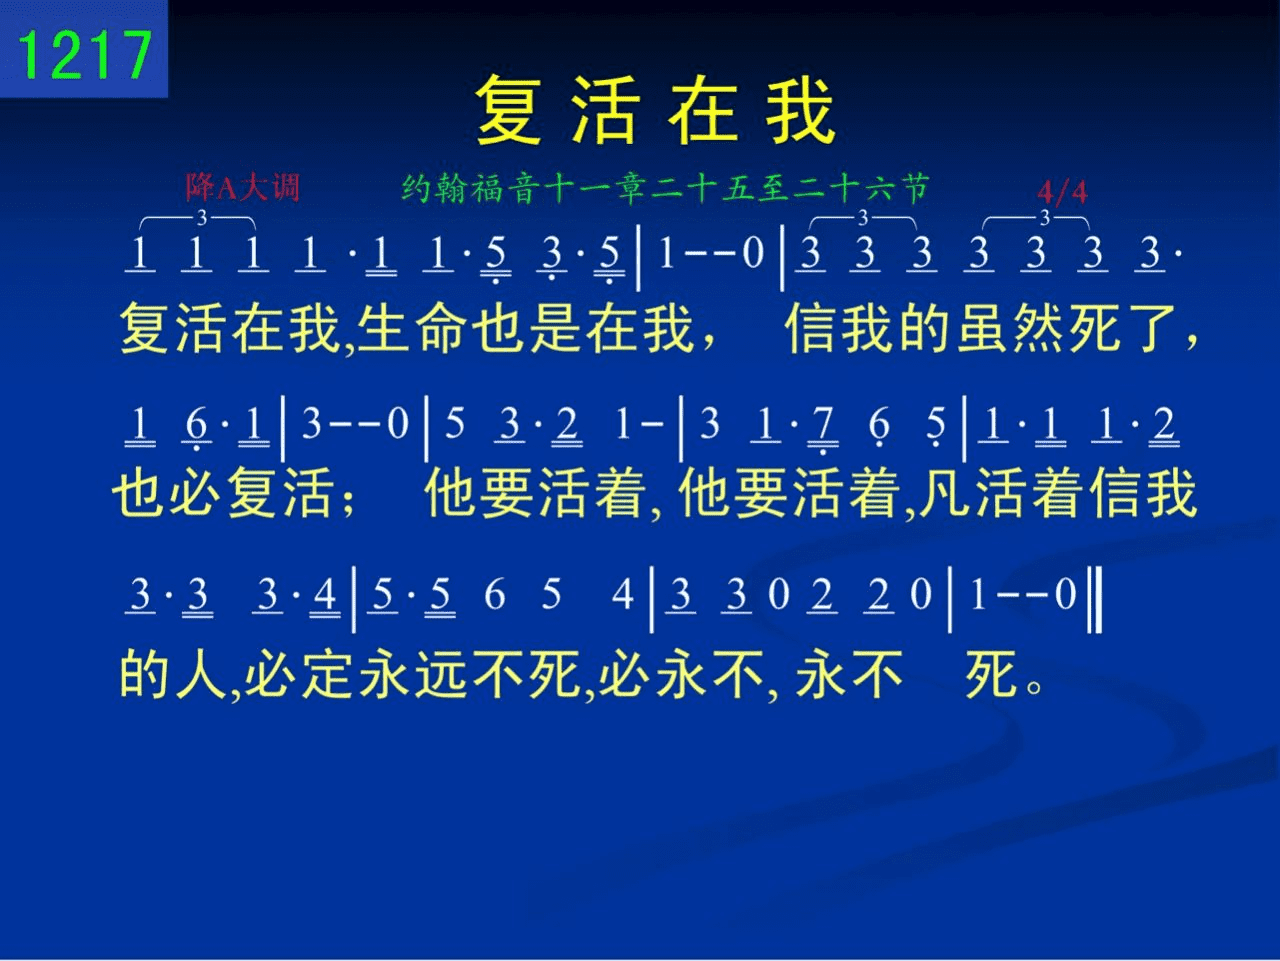 1217
复活在我
降A大调 约翰福音十一章二十五至二十六节 4/4
3 3 3
1 1 1 1 · 1 1 · 5 3 · 5 | 1 - - 0 | 3 3 3 3 3 3 3 ·
复活在我,生命也是在我， 信我的虽然死了，
1 6 · 1 | 3 - - 0 | 5 3 · 2 1 - | 3 1 · 7 6 5 | 1 · 1 1 · 2
也必复活； 他要活着, 他要活着,凡活着信我
3 · 3 3 · 4 | 5 · 5 6 5 4 | 3 3 0 2 2 0 | 1 - - 0 ||
的人,必定永远不死,必永不, 永不 死。